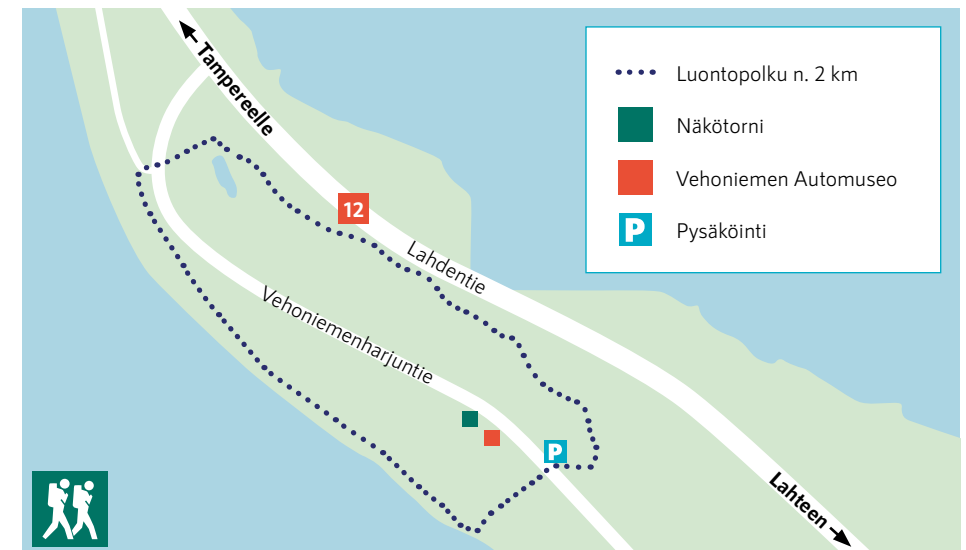 Tampereelle
12
Lahdentie
Vehoniemenharjuntie
P
Lahteen
Luontopolku n. 2 km
Näkötorni
Vehoniemen Automuseo
P Pysäköinti